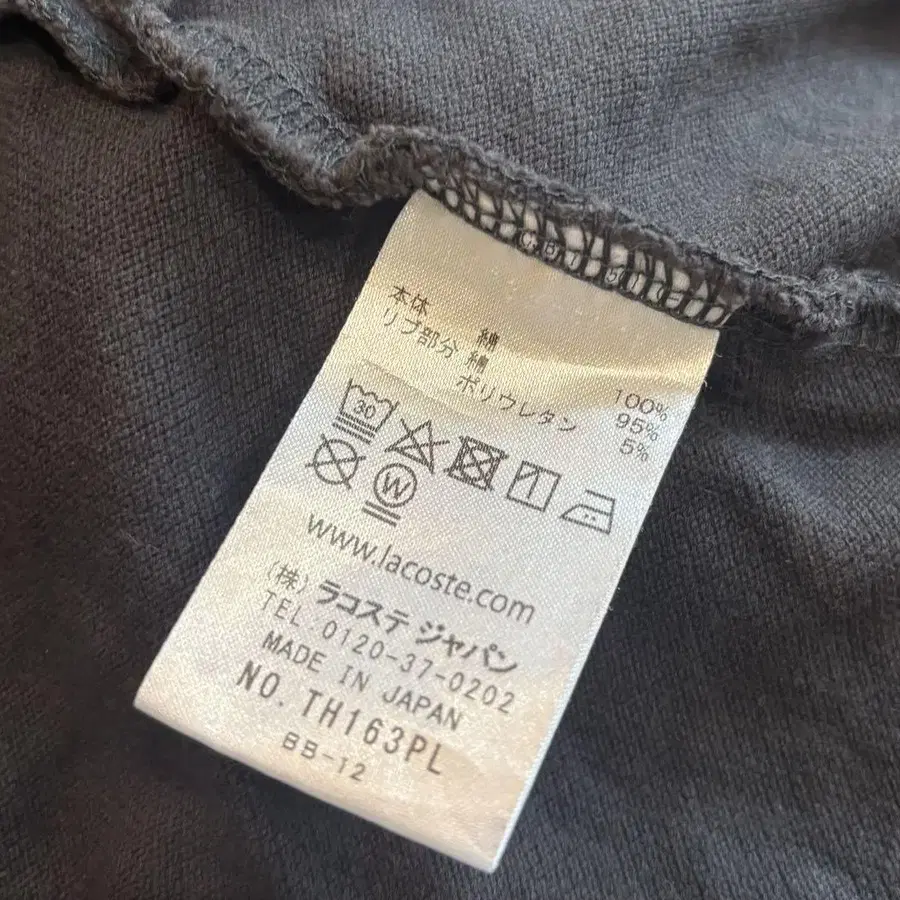 本体 綿 100%
リブ部分 綿 95%
ポリウレタン 5%
30
W
www.lacoste.com
(株) ラコステ ジャパン
TEL.0120-37-0202
MADE IN JAPAN
NO. TH163PL
BB-12